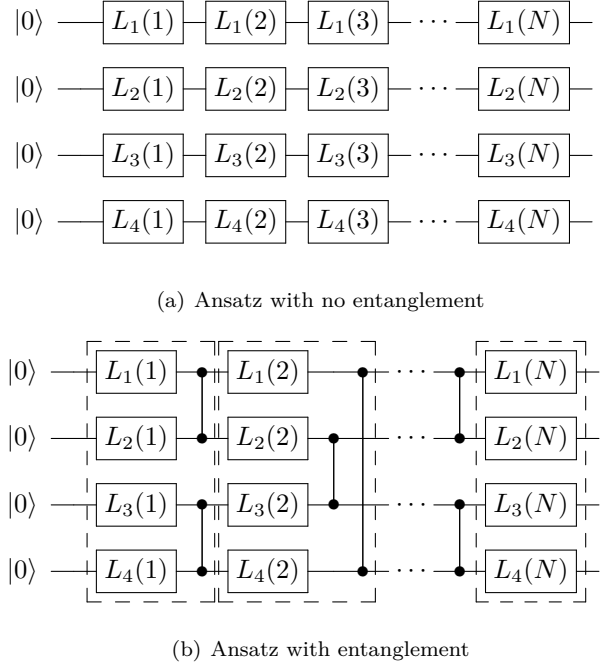 |0⟩ L₁(1) L₁(2) L₁(3) ··· L₁(N)
|0⟩ L₂(1) L₂(2) L₂(3) ··· L₂(N)
|0⟩ L₃(1) L₃(2) L₃(3) ··· L₃(N)
|0⟩ L₄(1) L₄(2) L₄(3) ··· L₄(N)
(a) Ansatz with no entanglement
|0⟩ L₁(1) L₁(2) ··· L₁(N)
|0⟩ L₂(1) L₂(2) ··· L₂(N)
|0⟩ L₃(1) L₃(2) ··· L₃(N)
|0⟩ L₄(1) L₄(2) ··· L₄(N)
(b) Ansatz with entanglement